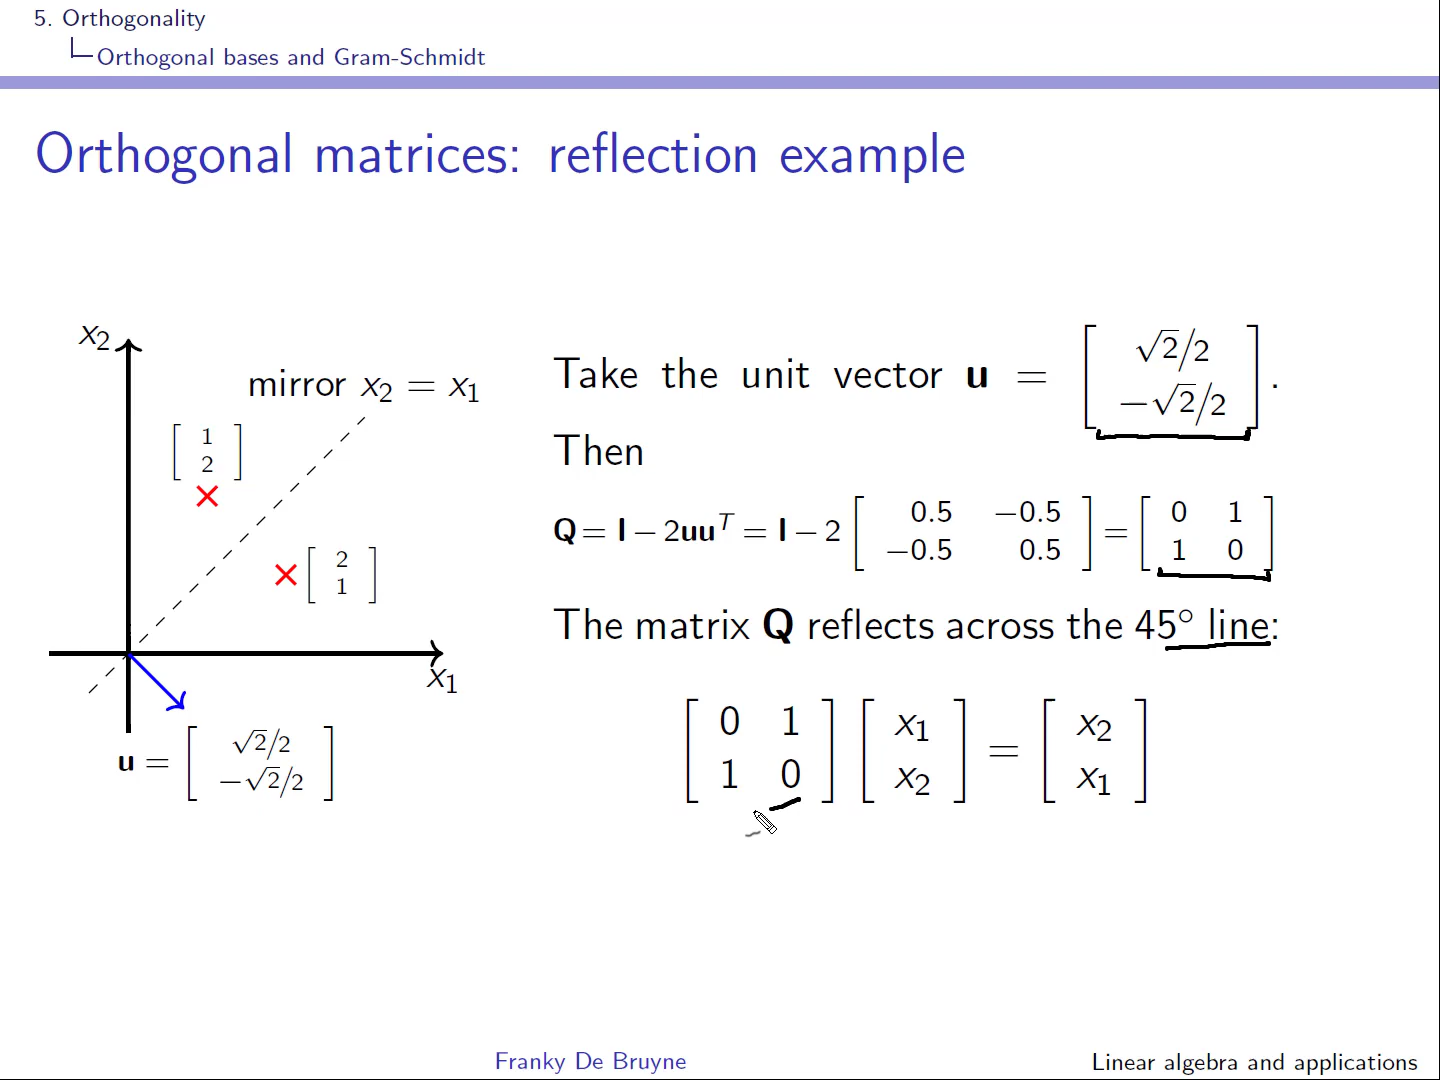 5. Orthogonality
Orthogonal bases and Gram-Schmidt
Orthogonal matrices: reflection example
x₂
mirror x₂ = x₁
[ 1
2 ]
[ 2
1 ]
x₁
u = [ √2/2
−√2/2 ]
Take the unit vector u = [ √2/2
−√2/2 ].
Then
Q = I − 2uuᵀ = I − 2 [ 0.5 −0.5
−0.5 0.5 ] = [ 0 1
1 0 ]
The matrix Q reflects across the 45° line:
[ 0 1
1 0 ] [ x₁
x₂ ] = [ x₂
x₁ ]
Franky De Bruyne
Linear algebra and applications